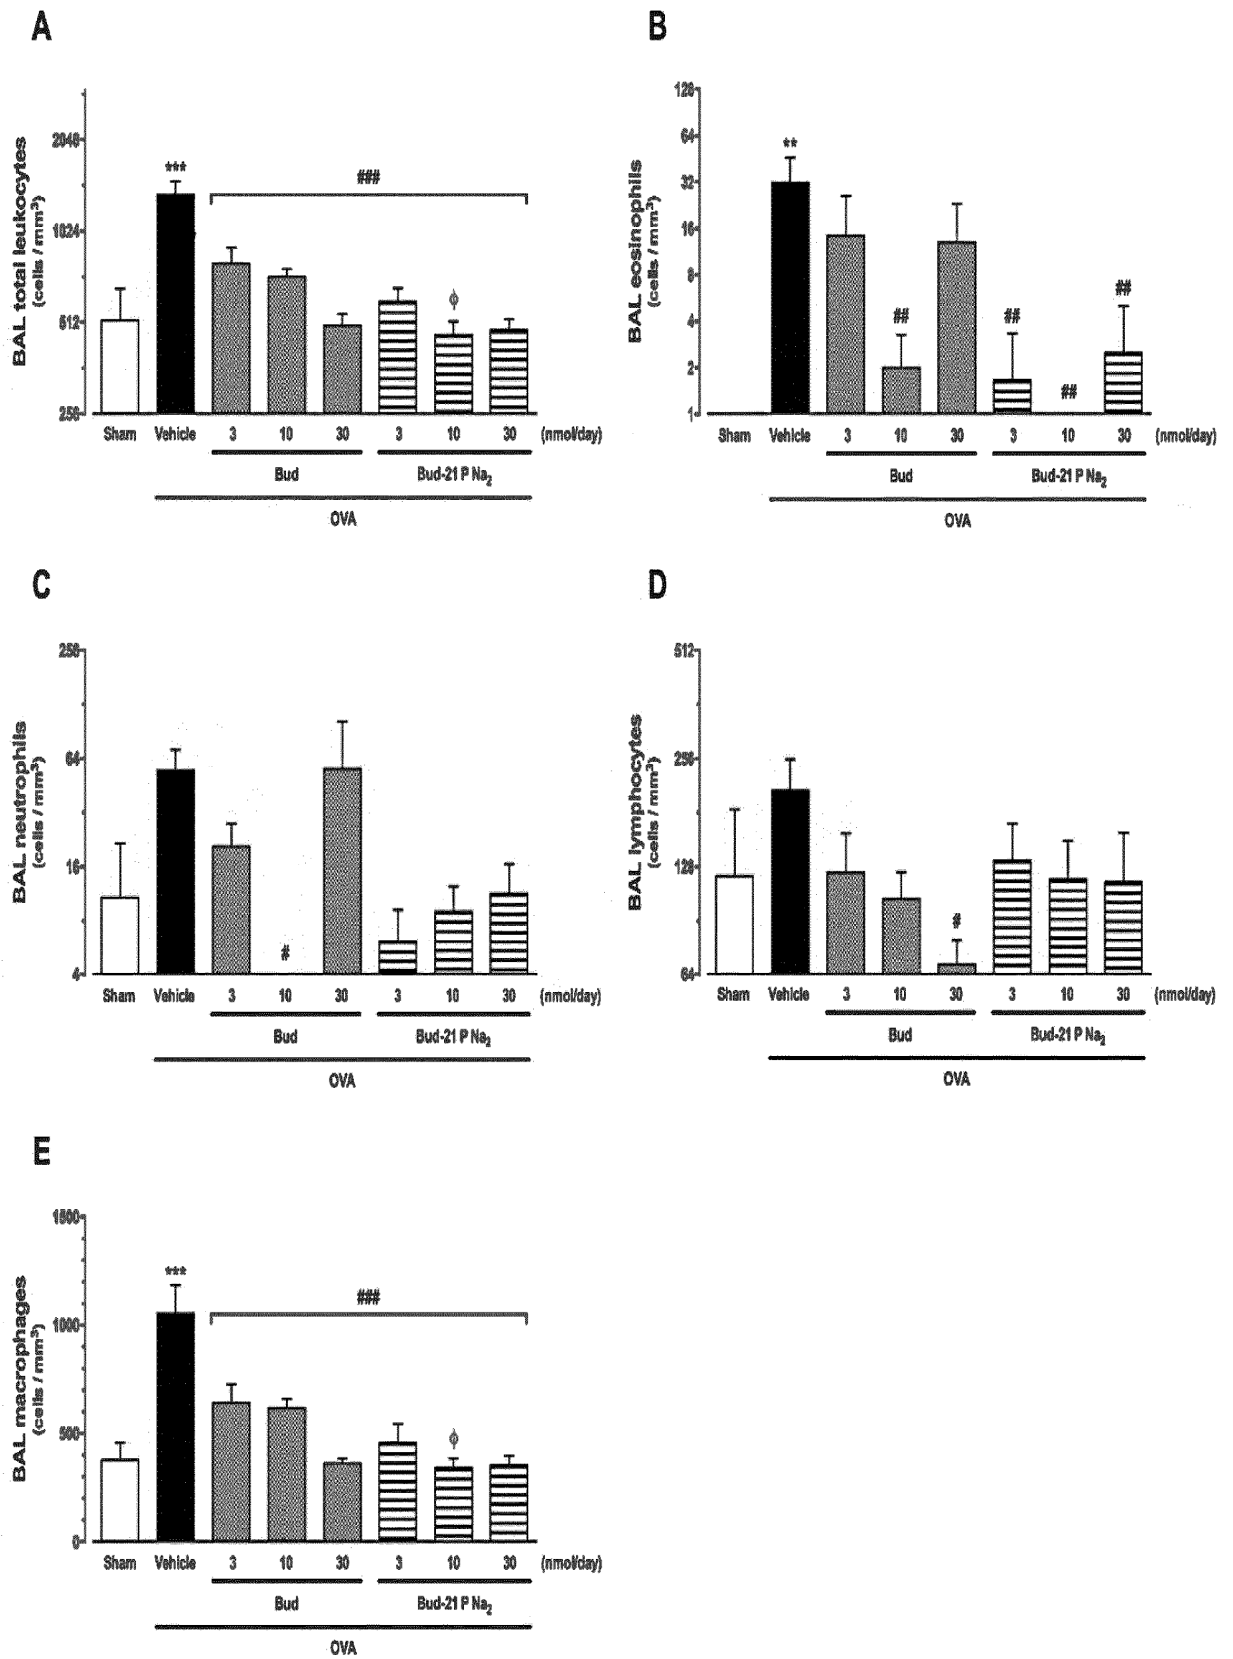 A
BAL total leukocytes
(cells / mm³)
2048
1024
512
256
***
###
ϕ
Sham Vehicle 3 10 30 3 10 30 (nmol/day)
Bud Bud-21 P Na₂
OVA
B
BAL eosinophils
(cells / mm³)
128
64
32
16
8
4
2
1
**
## ## ## ##
Sham Vehicle 3 10 30 3 10 30 (nmol/day)
Bud Bud-21 P Na₂
OVA
C
BAL neutrophils
(cells / mm³)
256
64
16
4
#
Sham Vehicle 3 10 30 3 10 30 (nmol/day)
Bud Bud-21 P Na₂
OVA
D
BAL lymphocytes
(cells / mm³)
512
256
128
64
#
Sham Vehicle 3 10 30 3 10 30 (nmol/day)
Bud Bud-21 P Na₂
OVA
E
BAL macrophages
(cells / mm³)
1500
1000
500
0
***
###
ϕ
Sham Vehicle 3 10 30 3 10 30 (nmol/day)
Bud Bud-21 P Na₂
OVA